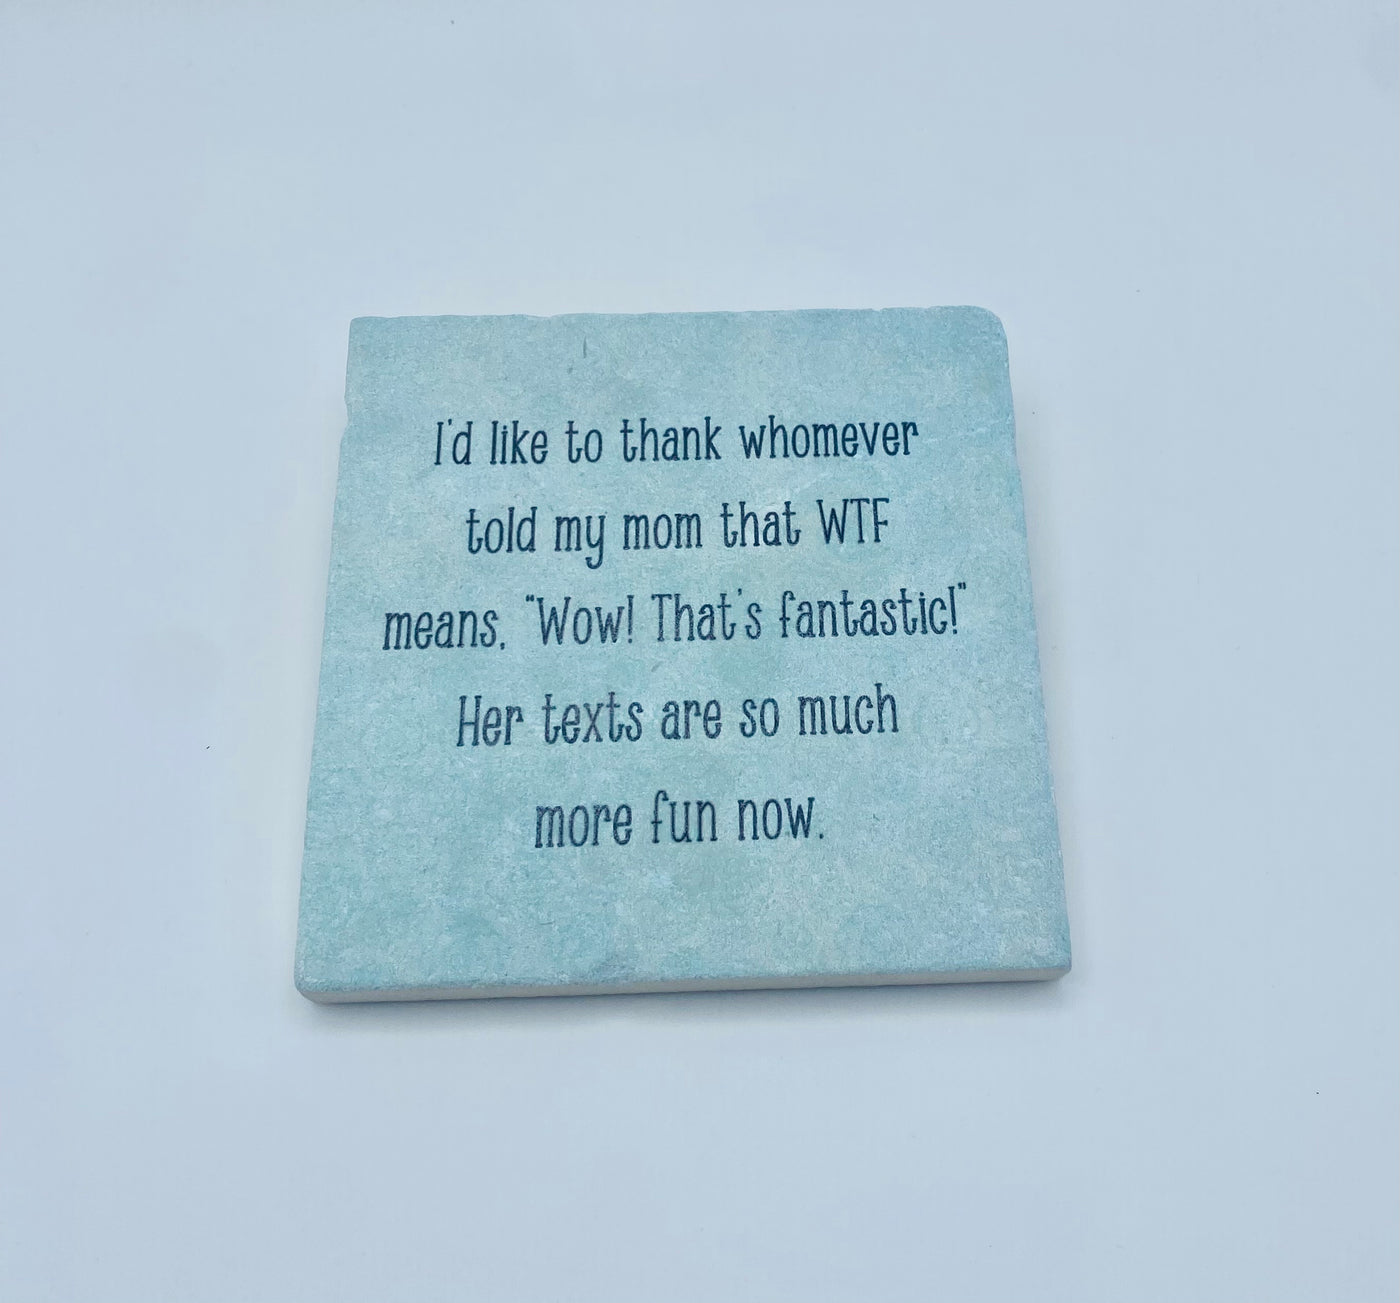 I'd like to thank whomever
told my mom that WTF
means, "Wow! That's fantastic!"
Her texts are so much
more fun now.